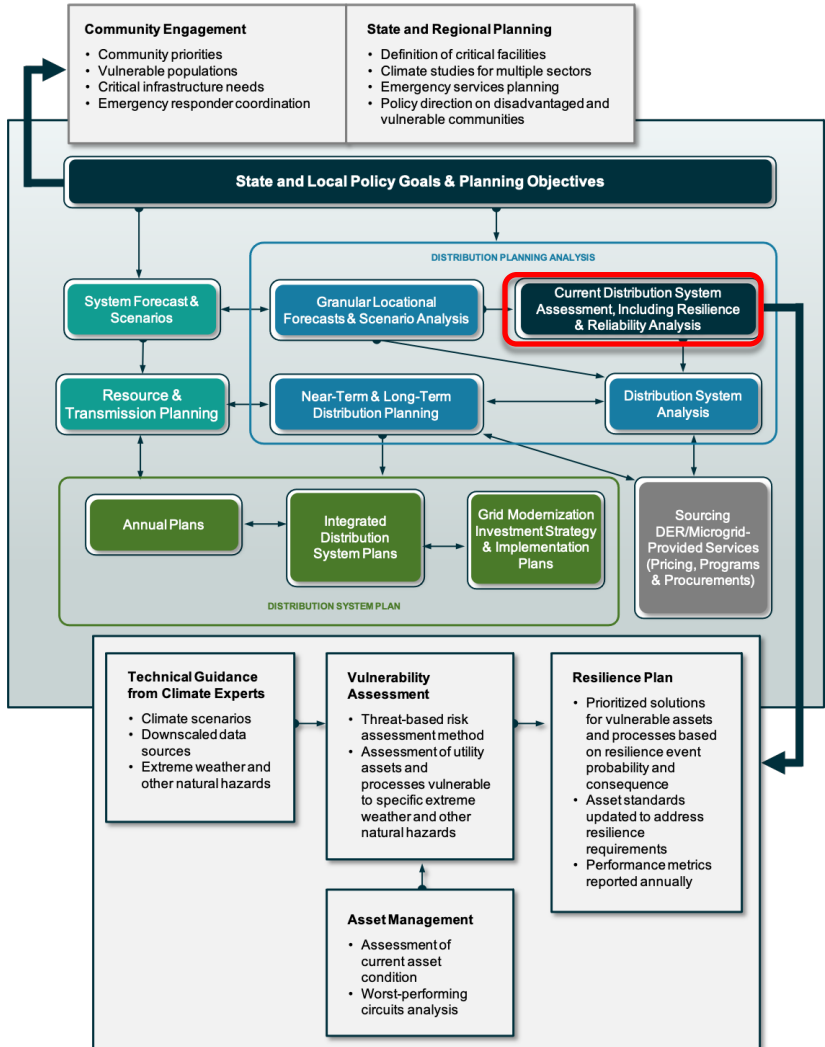 Community Engagement
• Community priorities
• Vulnerable populations
• Critical infrastructure needs
• Emergency responder coordination
State and Regional Planning
• Definition of critical facilities
• Climate studies for multiple sectors
• Emergency services planning
• Policy direction on disadvantaged and
vulnerable communities
State and Local Policy Goals & Planning Objectives
DISTRIBUTION PLANNING ANALYSIS
System Forecast &
Scenarios
Granular Locational
Forecasts & Scenario Analysis
Current Distribution System
Assessment, Including Resilience
& Reliability Analysis
Resource &
Transmission Planning
Near-Term & Long-Term
Distribution Planning
Distribution System
Analysis
Annual Plans
Integrated
Distribution
System Plans
Grid Modernization
Investment Strategy
& Implementation
Plans
Sourcing
DER/Microgrid-
Provided Services
(Pricing, Programs
& Procurements)
DISTRIBUTION SYSTEM PLAN
Technical Guidance
from Climate Experts
• Climate scenarios
• Downscaled data
sources
• Extreme weather and
other natural hazards
Vulnerability
Assessment
• Threat-based risk
assessment method
• Assessment of utility
assets and
processes vulnerable
to specific extreme
weather and other
natural hazards
Resilience Plan
• Prioritized solutions
for vulnerable assets
and processes based
on resilience event
probability and
consequence
• Asset standards
updated to address
resilience
requirements
• Performance metrics
reported annually
Asset Management
• Assessment of
current asset
condition
• Worst-performing
circuits analysis